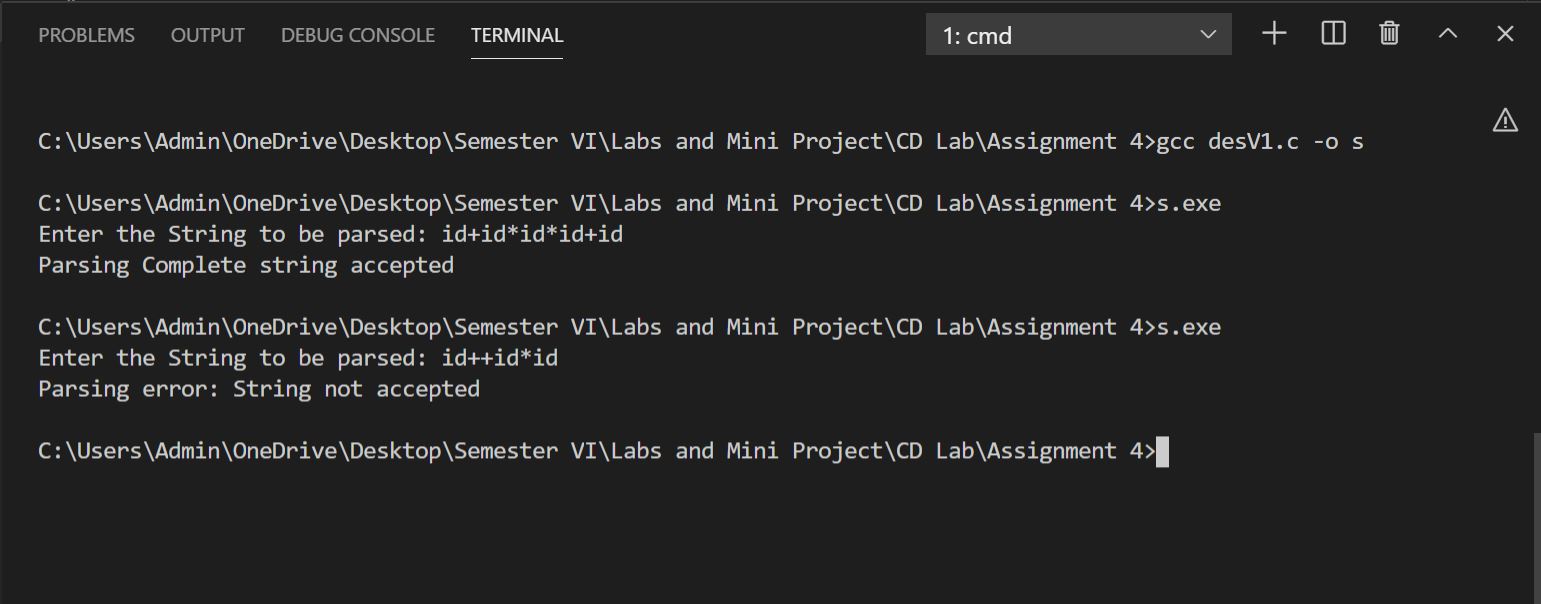 PROBLEMS OUTPUT DEBUG CONSOLE TERMINAL 1: cmd
C:\Users\Admin\OneDrive\Desktop\Semester VI\Labs and Mini Project\CD Lab\Assignment 4>gcc desV1.c -o s
C:\Users\Admin\OneDrive\Desktop\Semester VI\Labs and Mini Project\CD Lab\Assignment 4>s.exe
Enter the String to be parsed: id+id*id*id+id
Parsing Complete string accepted
C:\Users\Admin\OneDrive\Desktop\Semester VI\Labs and Mini Project\CD Lab\Assignment 4>s.exe
Enter the String to be parsed: id++id*id
Parsing error: String not accepted
C:\Users\Admin\OneDrive\Desktop\Semester VI\Labs and Mini Project\CD Lab\Assignment 4>